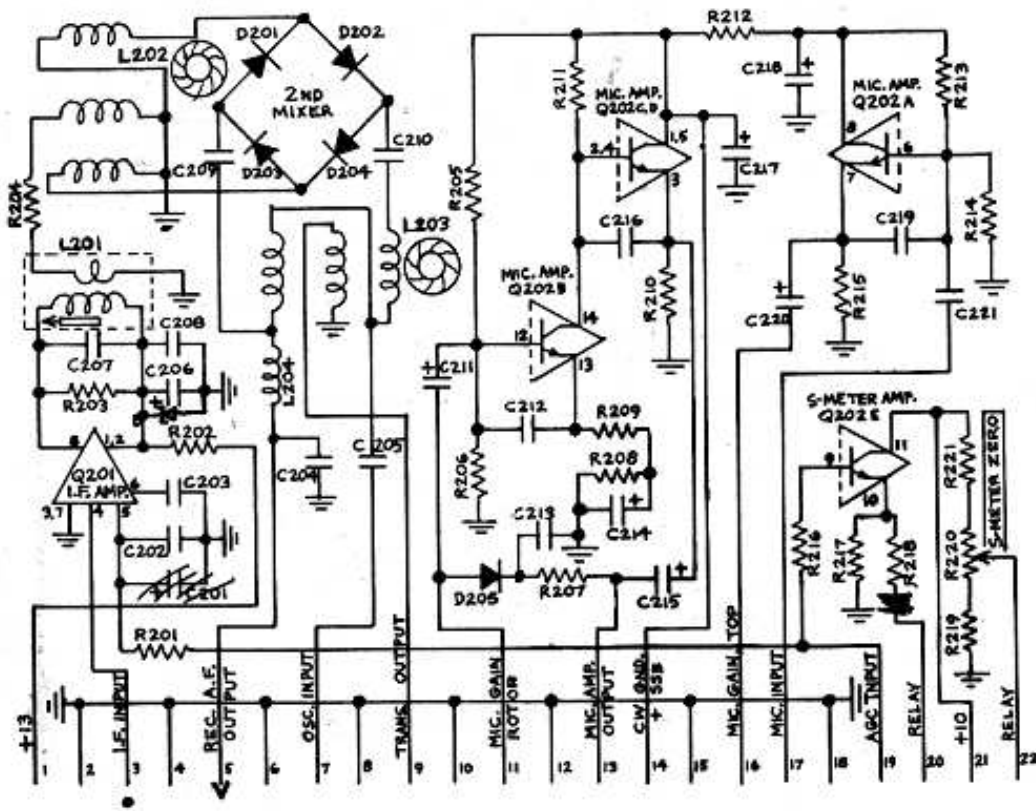 L202
D201
D202
2ND
MIXER
C209
D203
D204
C210
R204
L201
L203
C208
C207
C206
R203
R202
L204
8
1,2
Q201
I.F. AMP.
6
3,7
4
5
C203
C202
C201
C204
C205
R201
R205
R211
R212
MIC. AMP.
Q202C,D
2,4
1,5
3
C217
C218
MIC. AMP.
Q202A
8
6
7
R213
R214
C216
R210
C219
R215
C220
C221
MIC. AMP.
Q202B
12
14
13
C211
C212
R209
R208
R206
C213
C214
D205
R207
C215
S-METER AMP.
Q202E
9
11
10
R216
R217
R218
R221
R220
R219
S-METER ZERO
+13
I.F. INPUT
REC. A.F.
OUTPUT
OSC. INPUT
TRANS. OUTPUT
MIC. GAIN
ROTOR
MIC. AMP.
OUTPUT
CW GND.
+ SSB
MIC. GAIN TOP
MIC. INPUT
AGC INPUT
RELAY
+10
RELAY
1
2
3
4
5
6
7
8
9
10
11
12
13
14
15
16
17
18
19
20
21
22